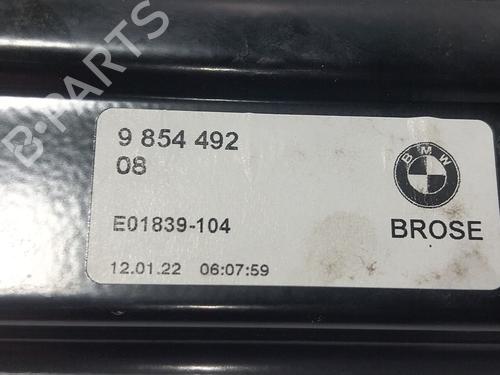 9 854 492
08
BMW
E01839-104
BROSE
12.01.22 06:07:59
B-PARTS